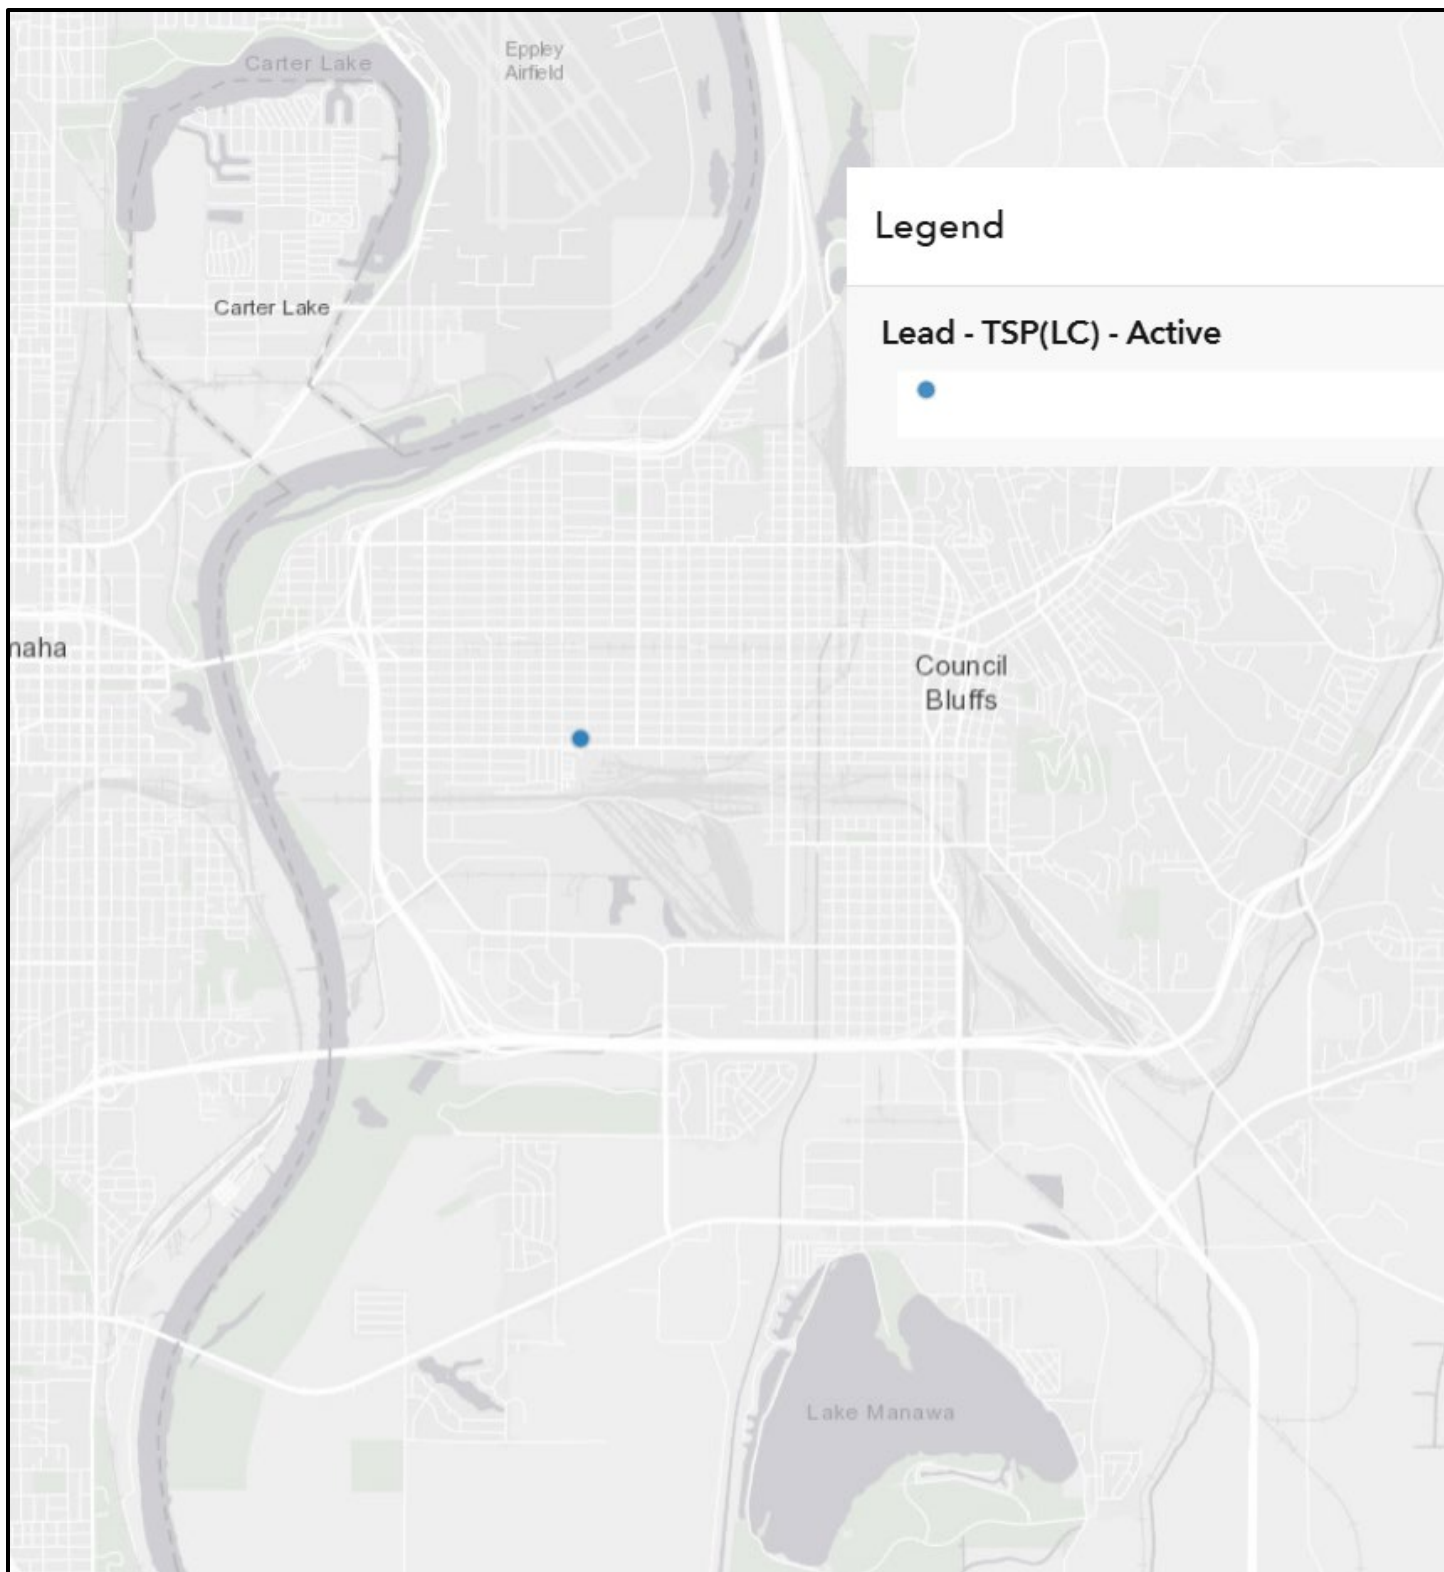 Carter Lake
Eppley
Airfield
Legend
Carter Lake
Lead - TSP(LC) - Active
naha
Council
Bluffs
Lake Manawa